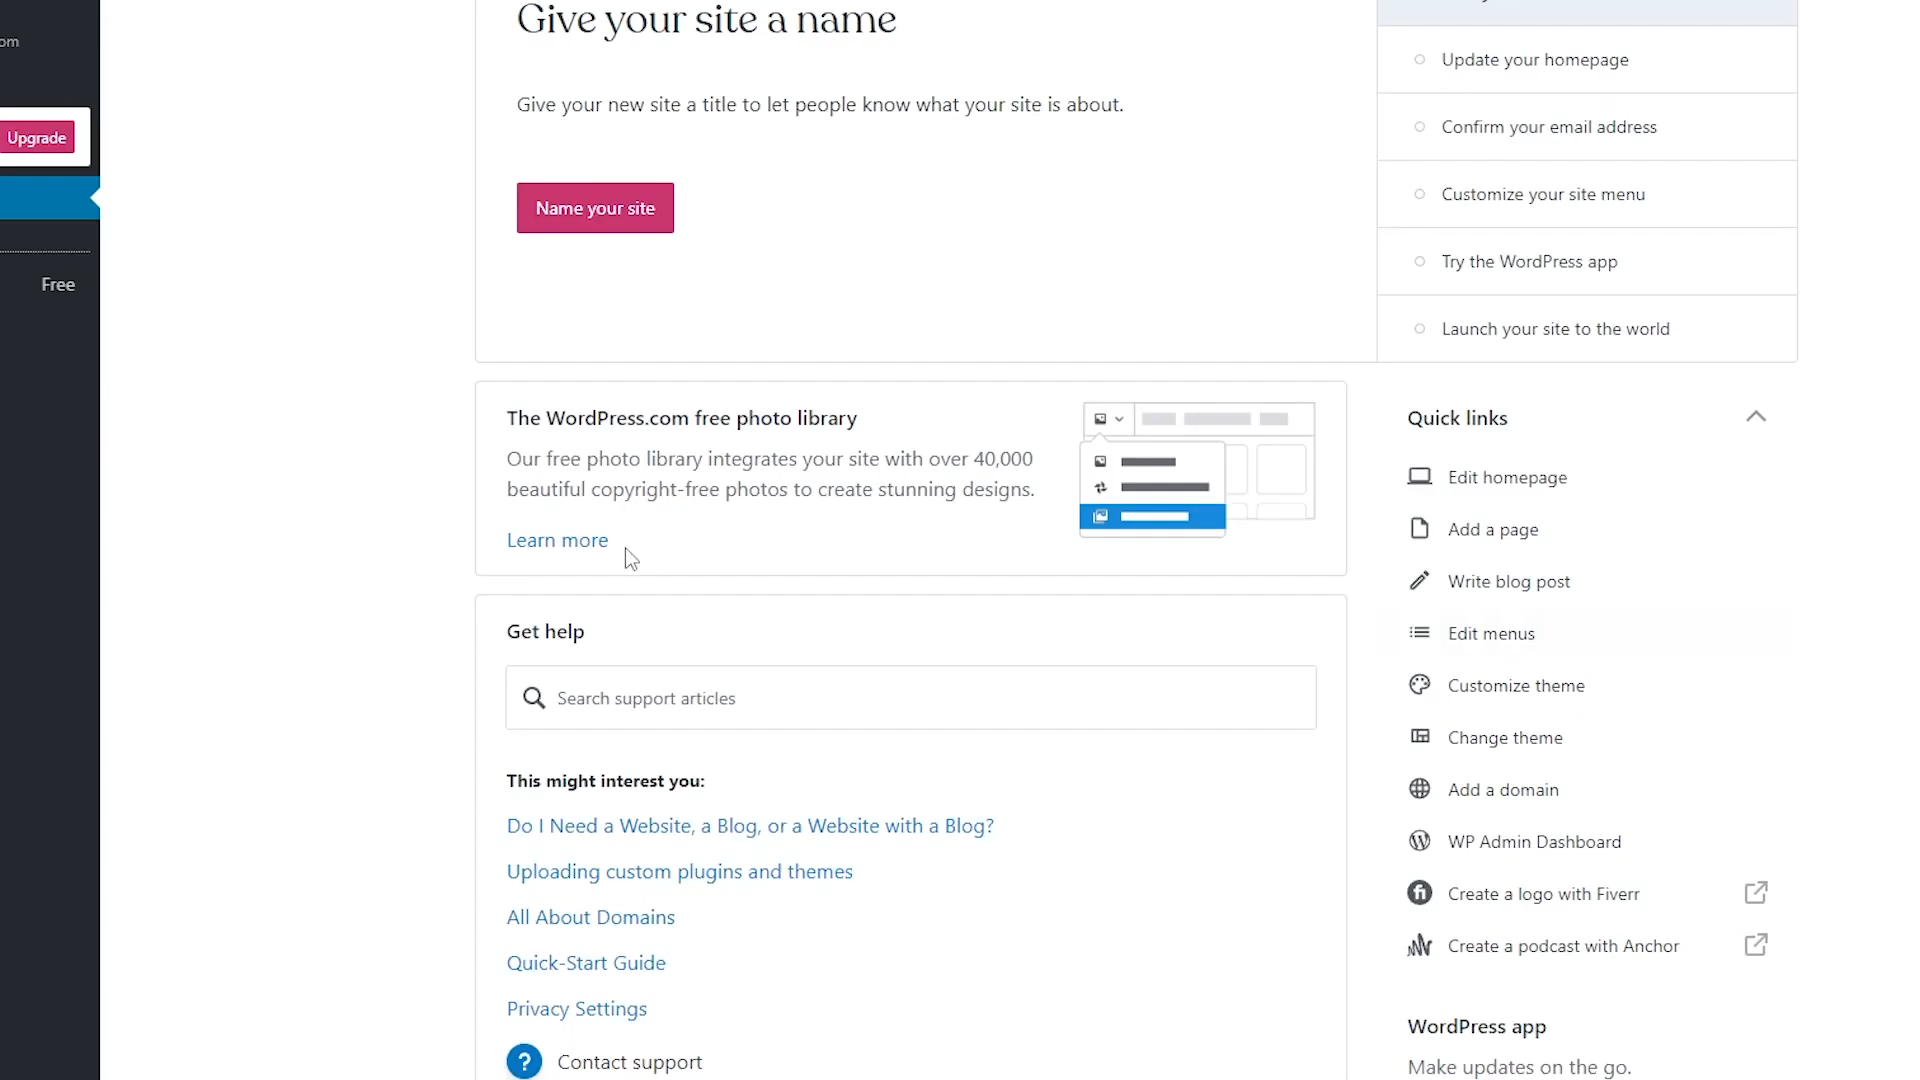 om
Upgrade
Free
Give your site a name
Give your new site a title to let people know what your site is about.
Name your site
Update your homepage
Confirm your email address
Customize your site menu
Try the WordPress app
Launch your site to the world
The WordPress.com free photo library
Our free photo library integrates your site with over 40,000
beautiful copyright-free photos to create stunning designs.
Learn more
Get help
Search support articles
This might interest you:
Do I Need a Website, a Blog, or a Website with a Blog?
Uploading custom plugins and themes
All About Domains
Quick-Start Guide
Privacy Settings
? Contact support
Quick links
Edit homepage
Add a page
Write blog post
Edit menus
Customize theme
Change theme
Add a domain
WP Admin Dashboard
Create a logo with Fiverr
Create a podcast with Anchor
WordPress app
Make updates on the go.